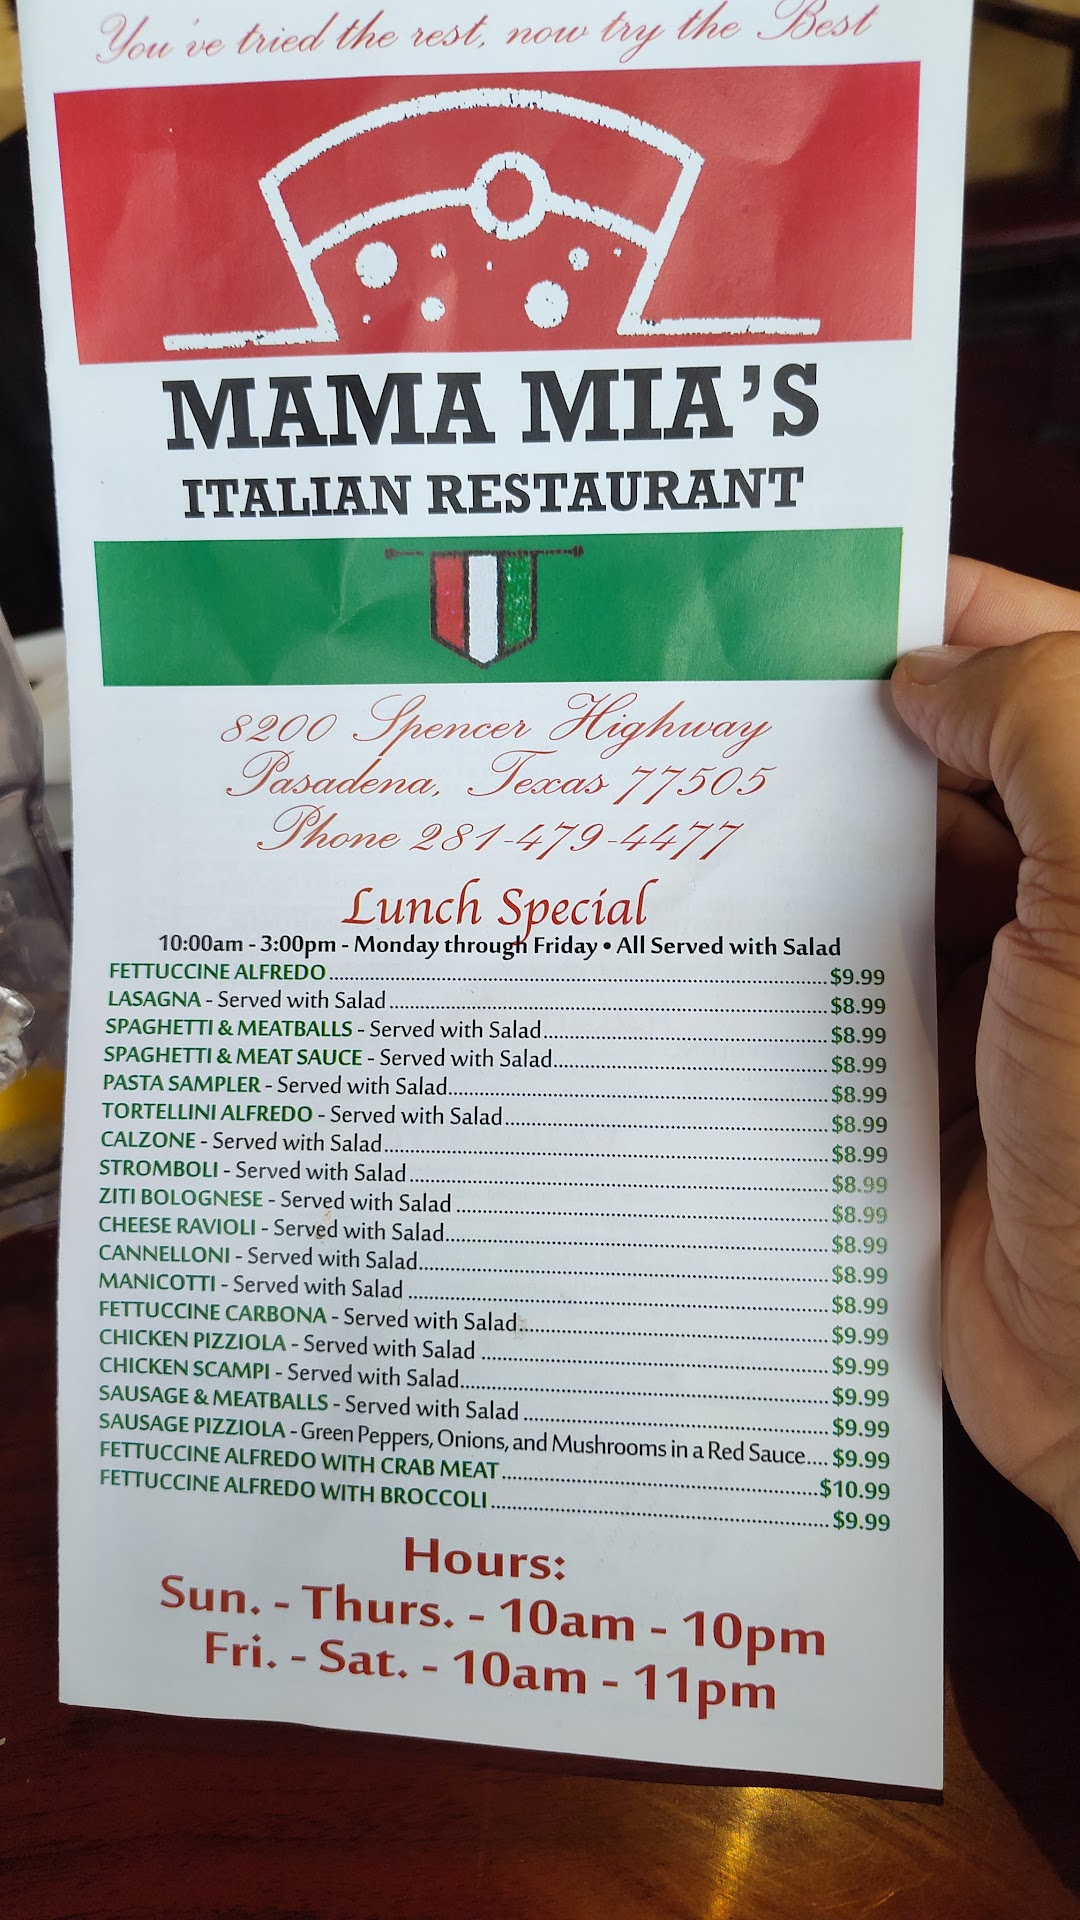 You've tried the rest, now try the Best
MAMA MIA'S
ITALIAN RESTAURANT
8200 Spencer Highway
Pasadena, Texas 77505
Phone 281-479-4477
Lunch Special
10:00am - 3:00pm - Monday through Friday • All Served with Salad
FETTUCCINE ALFREDO $9.99
LASAGNA - Served with Salad $8.99
SPAGHETTI & MEATBALLS - Served with Salad $8.99
SPAGHETTI & MEAT SAUCE - Served with Salad $8.99
PASTA SAMPLER - Served with Salad $8.99
TORTELLINI ALFREDO - Served with Salad $8.99
CALZONE - Served with Salad $8.99
STROMBOLI - Served with Salad $8.99
ZITI BOLOGNESE - Served with Salad $8.99
CHEESE RAVIOLI - Served with Salad $8.99
CANNELLONI - Served with Salad $8.99
MANICOTTI - Served with Salad $8.99
FETTUCCINE CARBONA - Served with Salad $9.99
CHICKEN PIZZIOLA - Served with Salad $9.99
CHICKEN SCAMPI - Served with Salad $9.99
SAUSAGE & MEATBALLS - Served with Salad $9.99
SAUSAGE PIZZIOLA - Green Peppers, Onions, and Mushrooms in a Red Sauce.... $9.99
FETTUCCINE ALFREDO WITH CRAB MEAT $10.99
FETTUCCINE ALFREDO WITH BROCCOLI $9.99
Hours:
Sun. - Thurs. - 10am - 10pm
Fri. - Sat. - 10am - 11pm